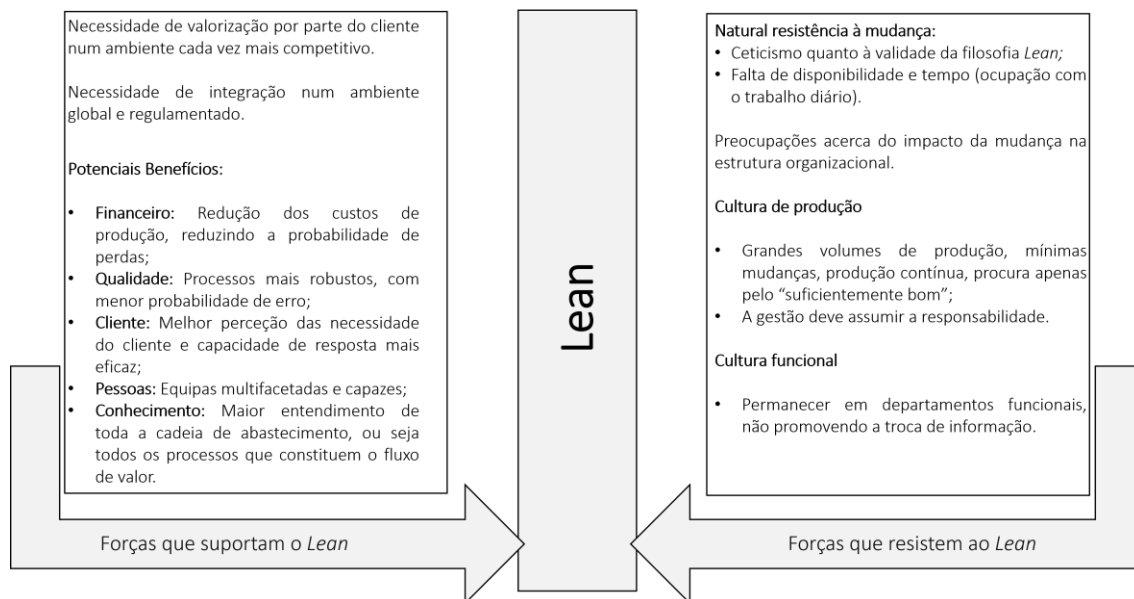 Necessidade de valorização por parte do cliente
num ambiente cada vez mais competitivo.
Necessidade de integração num ambiente
global e regulamentado.
Potenciais Benefícios:
• Financeiro: Redução dos custos de
produção, reduzindo a probabilidade de
perdas;
• Qualidade: Processos mais robustos, com
menor probabilidade de erro;
• Cliente: Melhor perceção das necessidade
do cliente e capacidade de resposta mais
eficaz;
• Pessoas: Equipas multifacetadas e capazes;
• Conhecimento: Maior entendimento de
toda a cadeia de abastecimento, ou seja
todos os processos que constituem o fluxo
de valor.
Forças que suportam o Lean
Lean
Natural resistência à mudança:
• Ceticismo quanto à validade da filosofia Lean;
• Falta de disponibilidade e tempo (ocupação com
o trabalho diário).
Preocupações acerca do impacto da mudança na
estrutura organizacional.
Cultura de produção
• Grandes volumes de produção, mínimas
mudanças, produção contínua, procura apenas
pelo “suficientemente bom”;
• A gestão deve assumir a responsabilidade.
Cultura funcional
• Permanecer em departamentos funcionais,
não promovendo a troca de informação.
Forças que resistem ao Lean